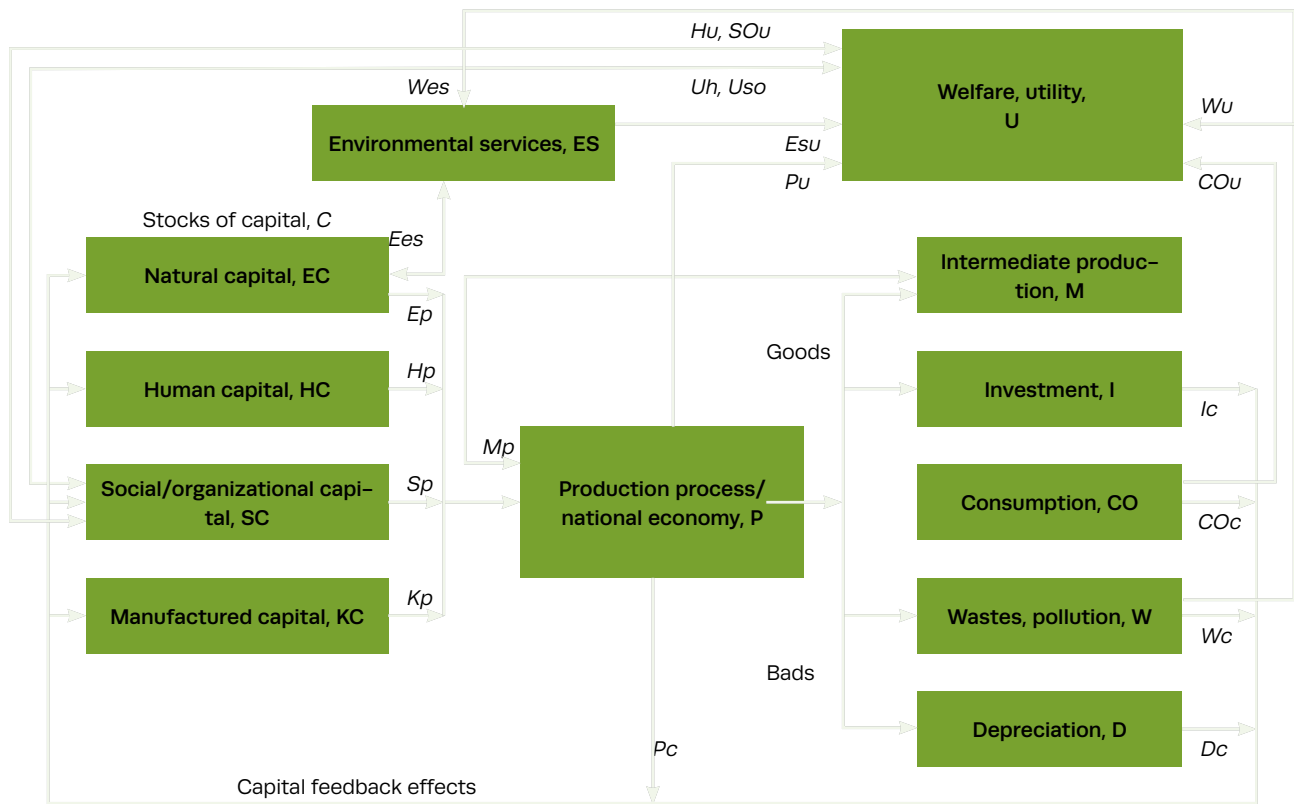 Hu, SOu
Wes
Uh, Uso
Welfare, utility,
U
Wu
Environmental services, ES
Esu
Pu
COu
Stocks of capital, C
Ees
Natural capital, EC
Ep
Intermediate produc–
tion, M
Goods
Human capital, HC
Hp
Investment, I
Ic
Mp
Social/organizational capi–
tal, SC
Sp
Production process/
national economy, P
Consumption, CO
COc
Manufactured capital, KC
Kp
Wastes, pollution, W
Wc
Bads
Depreciation, D
Dc
Pc
Capital feedback effects